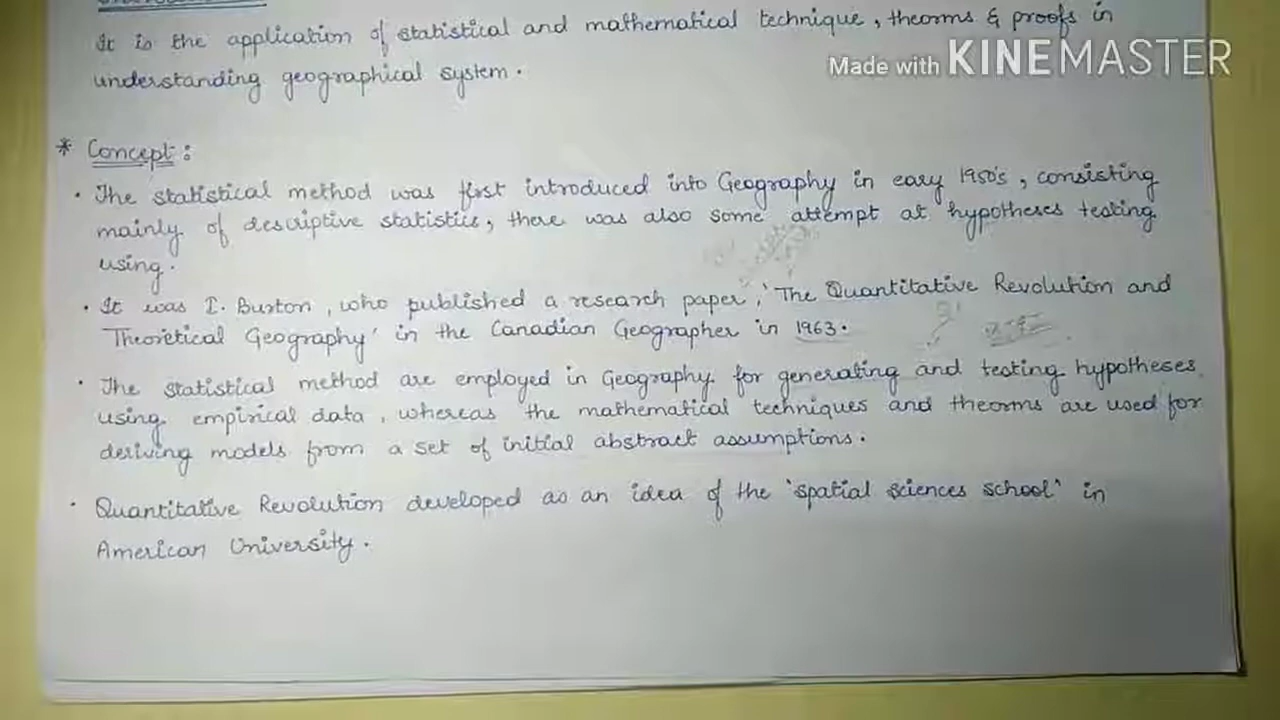 It is the application of statistical and mathematical technique, theorms & proofs in
Made with KINEMASTER
understanding geographical system.
* Concept:
· The statistical method was first introduced into Geography in eary 1950's, consisting
mainly of descriptive statistics, there was also some attempt at hypotheses testing
using.
· It was I. Burton, who published a research paper, 'The Quantitative Revolution and
Theoretical Geography' in the Canadian Geographer in 1963.
· The statistical method are employed in Geography for generating and testing hypotheses
using empirical data, whereas the mathematical techniques and theorms are used for
deriving models from a set of initial abstract assumptions.
· Quantitative Revolution developed as an idea of the 'spatial sciences school' in
American University.